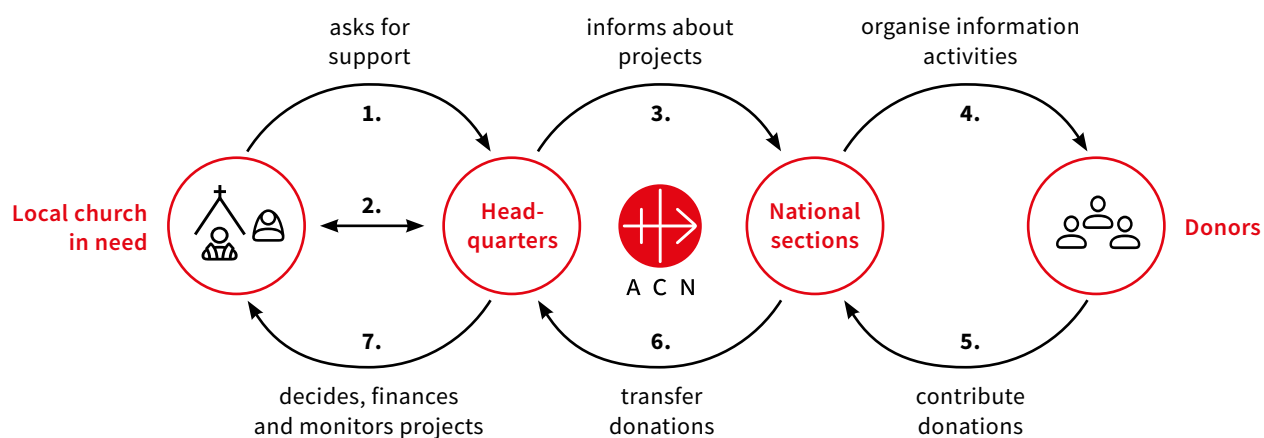 asks for
support
informs about
projects
organise information
activities
1.
3.
4.
Local church
in need
2.
Head-
quarters
A C N
National
sections
Donors
7.
6.
5.
decides, finances
and monitors projects
transfer
donations
contribute
donations